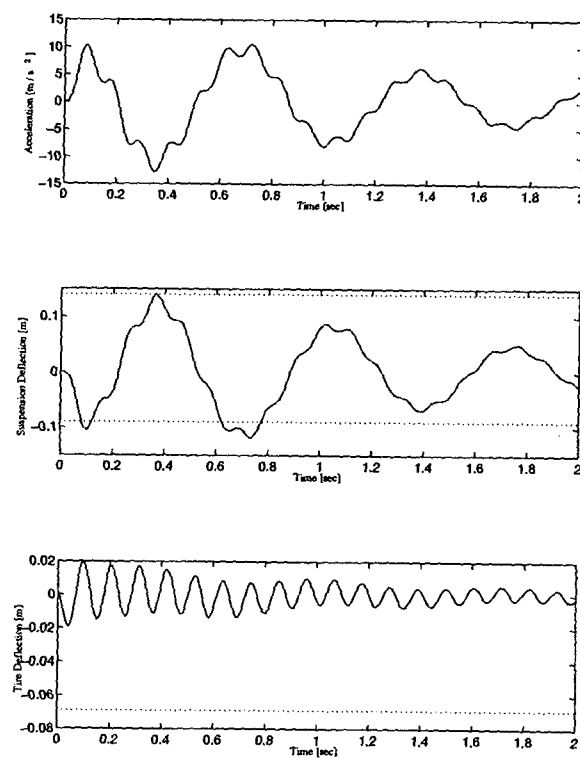 Acceleration [m / s ²]
15
10
5
0
−5
−10
−15
0 0.2 0.4 0.6 0.8 1 1.2 1.4 1.6 1.8 2
Time [sec]
Suspension Deflection [m]
0.1
0
−0.1
0 0.2 0.4 0.6 0.8 1 1.2 1.4 1.6 1.8 2
Time [sec]
Tire Deflection [m]
0.02
0
−0.02
−0.04
−0.06
−0.08
0 0.2 0.4 0.6 0.8 1 1.2 1.4 1.6 1.8 2
Time [sec]